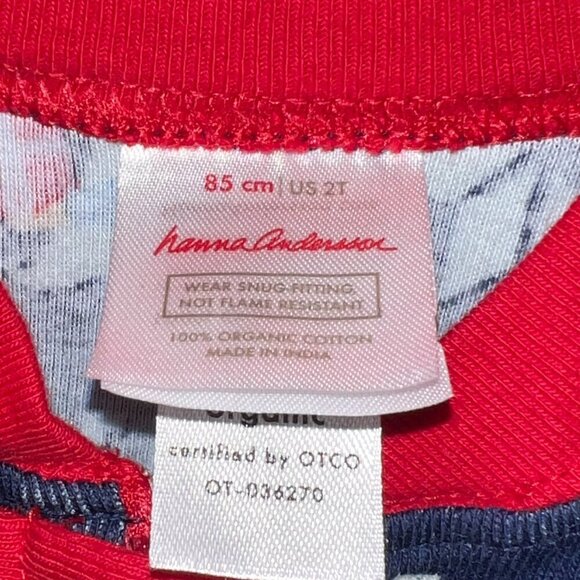 85 cm | US 2T
hanna Andersson
WEAR SNUG-FITTING,
NOT FLAME RESISTANT
100% ORGANIC COTTON
MADE IN INDIA
organic
certified by OTCO
OT-036270